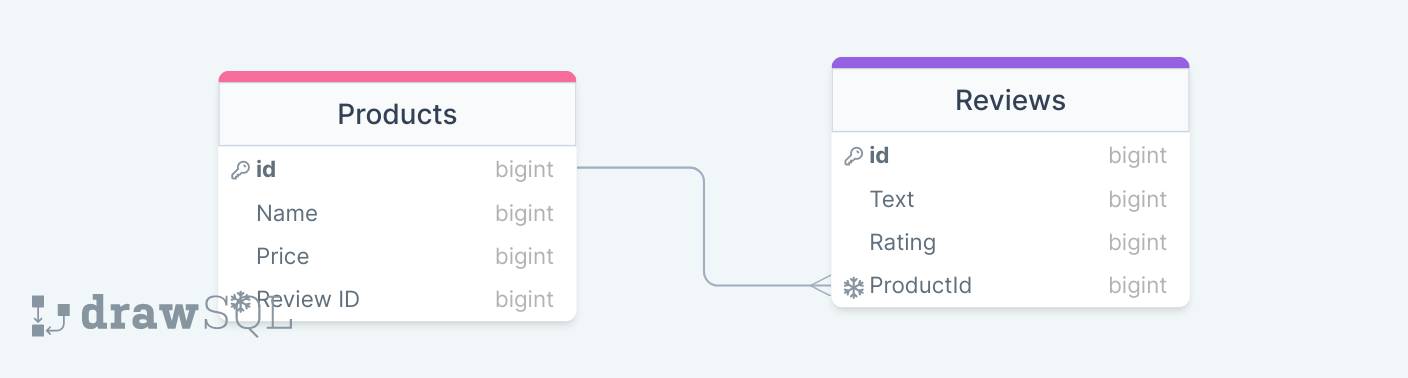 Products
id bigint
Name bigint
Price bigint
Review ID bigint
Reviews
id bigint
Text bigint
Rating bigint
ProductId bigint
drawSQL